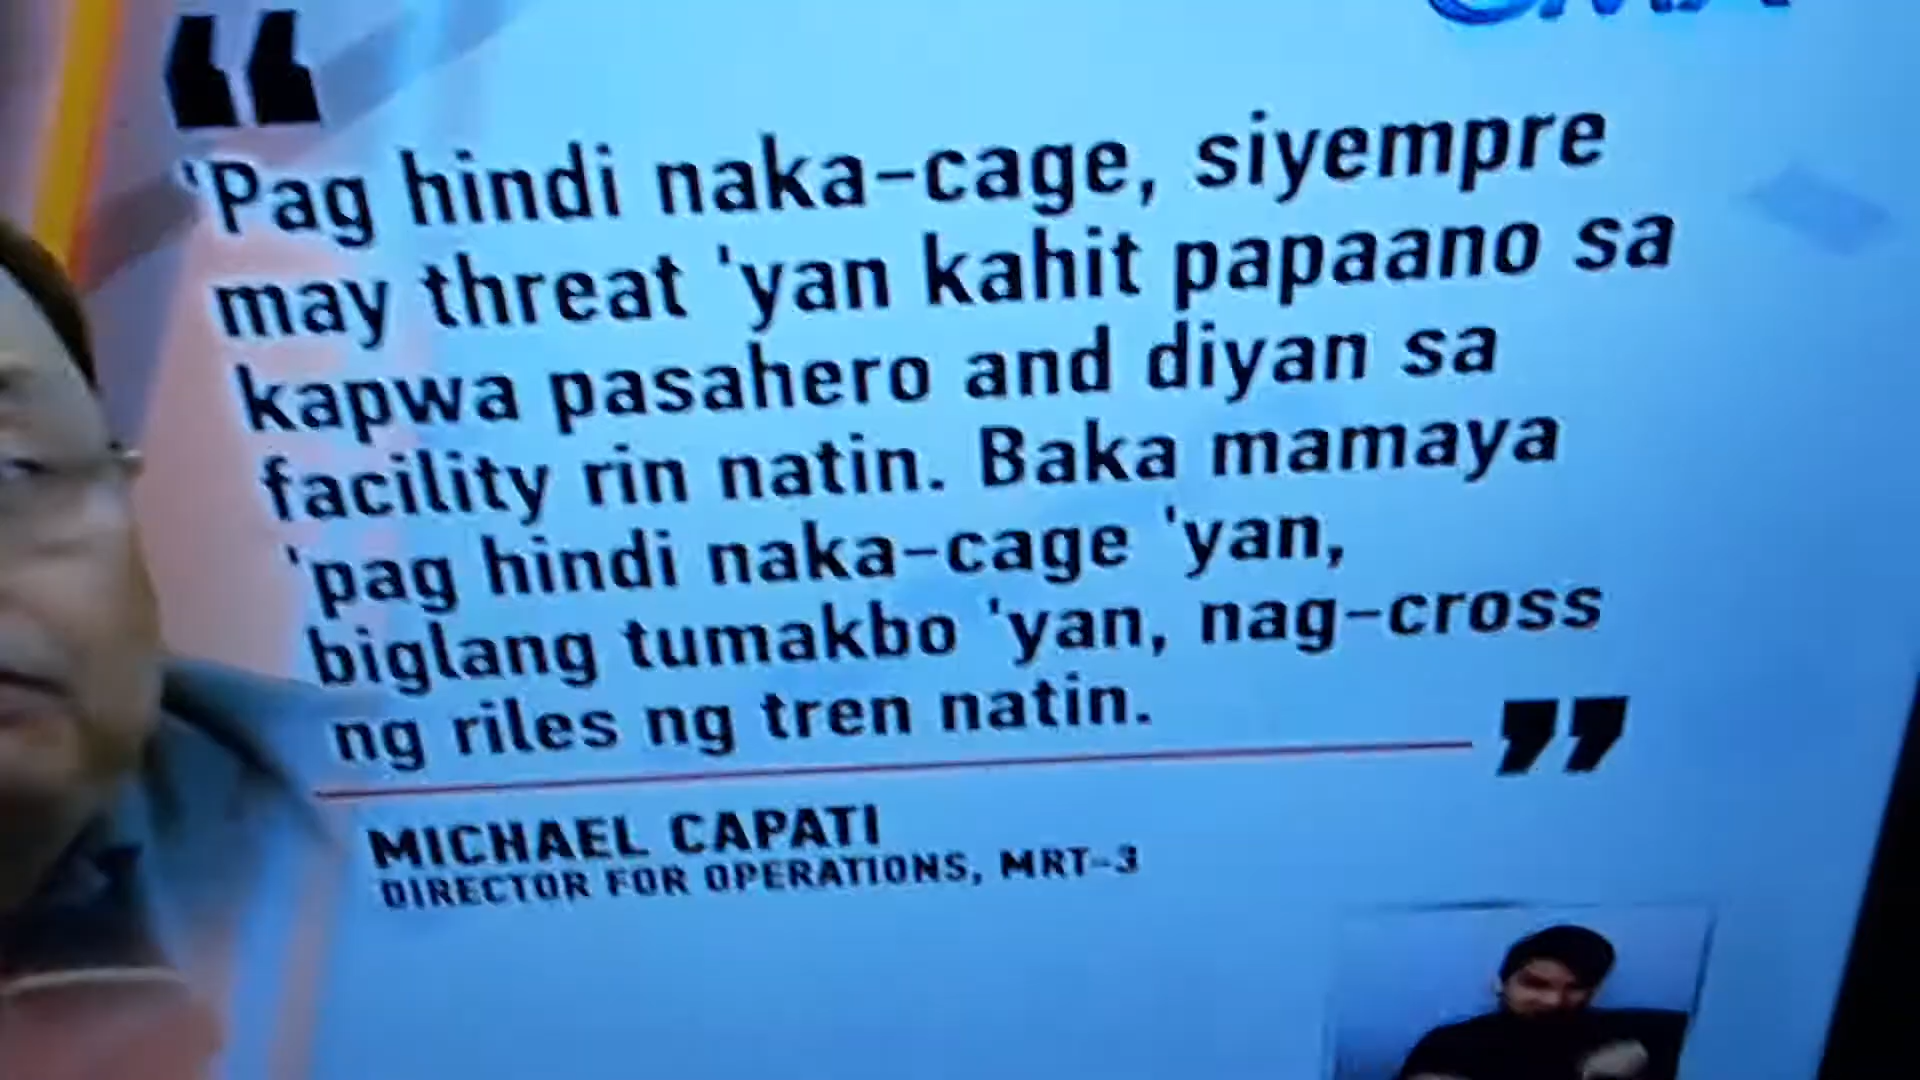 “
'Pag hindi naka-cage, siyempre
may threat 'yan kahit papaano sa
kapwa pasahero and diyan sa
facility rin natin. Baka mamaya
'pag hindi naka-cage 'yan,
biglang tumakbo 'yan, nag-cross
ng riles ng tren natin.
”
MICHAEL CAPATI
DIRECTOR FOR OPERATIONS, MRT-3